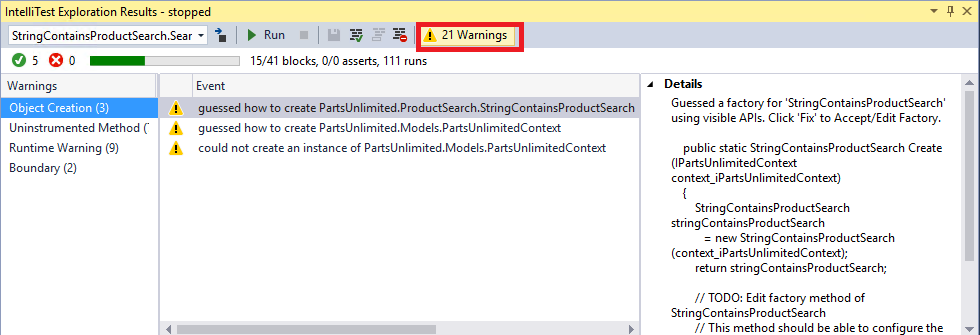 IntelliTest Exploration Results - stopped
StringContainsProductSearch.Sear Run 21 Warnings
5 0 15/41 blocks, 0/0 asserts, 111 runs
Warnings
Object Creation (3)
Uninstrumented Method (
Runtime Warning (9)
Boundary (2)
Event
guessed how to create PartsUnlimited.ProductSearch.StringContainsProductSearch
guessed how to create PartsUnlimited.Models.PartsUnlimitedContext
could not create an instance of PartsUnlimited.Models.PartsUnlimitedContext
Details
Guessed a factory for 'StringContainsProductSearch'
using visible APIs. Click 'Fix' to Accept/Edit Factory.
public static StringContainsProductSearch Create
(IPartsUnlimitedContext
context_iPartsUnlimitedContext)
{
StringContainsProductSearch
stringContainsProductSearch
= new StringContainsProductSearch
(context_iPartsUnlimitedContext);
return stringContainsProductSearch;
// TODO: Edit factory method of
StringContainsProductSearch
// This method should be able to configure the